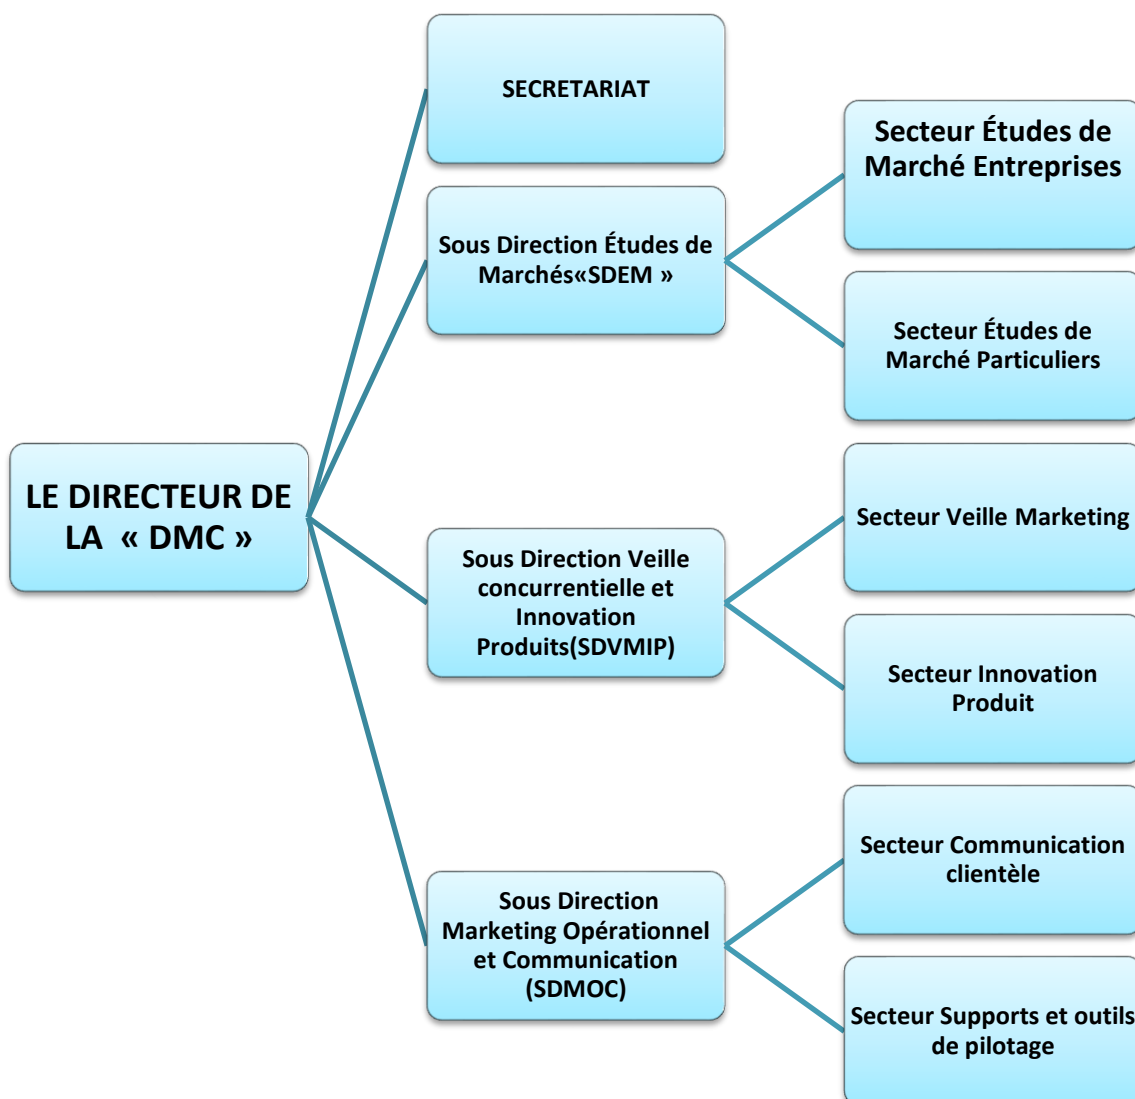 SECRETARIAT
Secteur Études de
Marché Entreprises
Sous Direction Études de
Marchés«SDEM »
Secteur Études de
Marché Particuliers
LE DIRECTEUR DE
LA « DMC »
Secteur Veille Marketing
Sous Direction Veille
concurrentielle et
Innovation
Produits(SDVMIP)
Secteur Innovation
Produit
Secteur Communication
clientèle
Sous Direction
Marketing Opérationnel
et Communication
(SDMOC)
Secteur Supports et outils
de pilotage